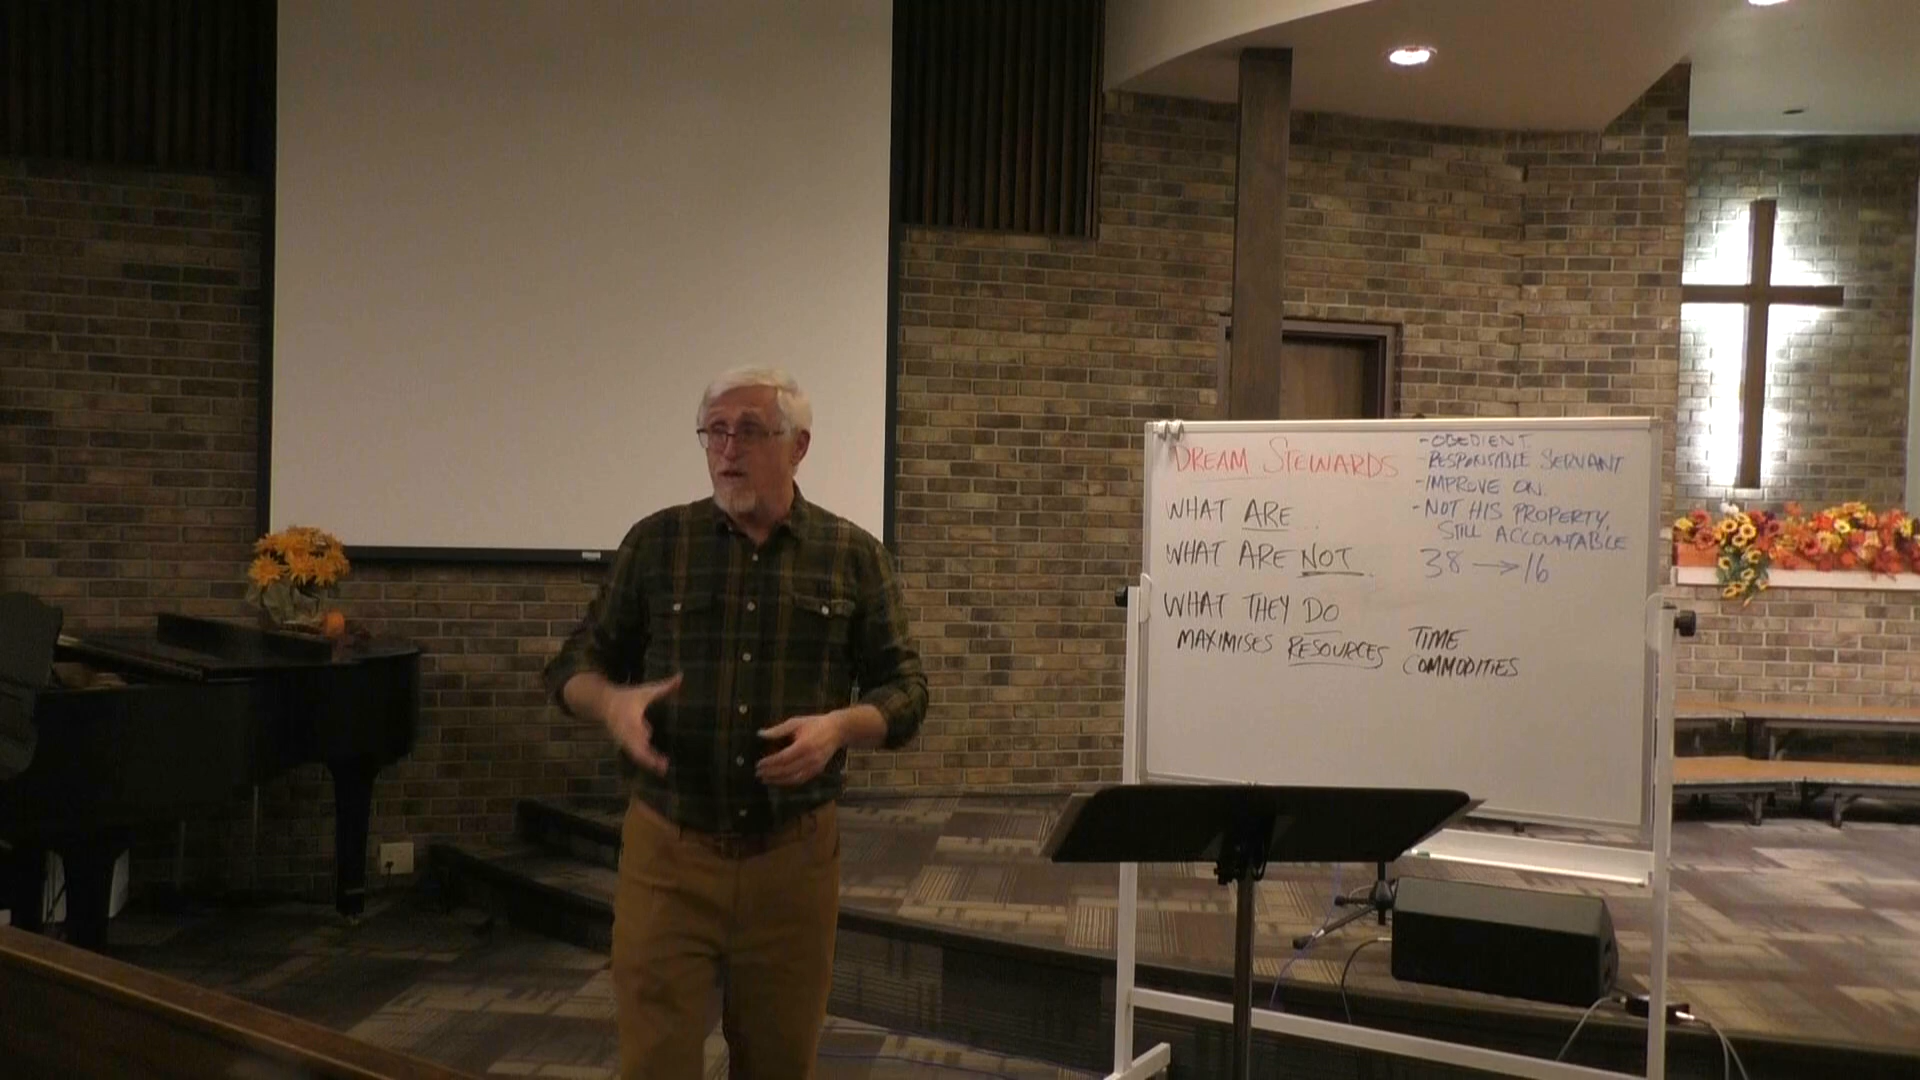 DREAM STEWARDS
- OBEDIENT
- RESPONSIBLE SERVANT
- IMPROVE ON.
- NOT HIS PROPERTY,
STILL ACCOUNTABLE
38 → 16
WHAT ARE
WHAT ARE NOT
WHAT THEY DO
MAXIMISES RESOURCES
TIME
COMMODITIES